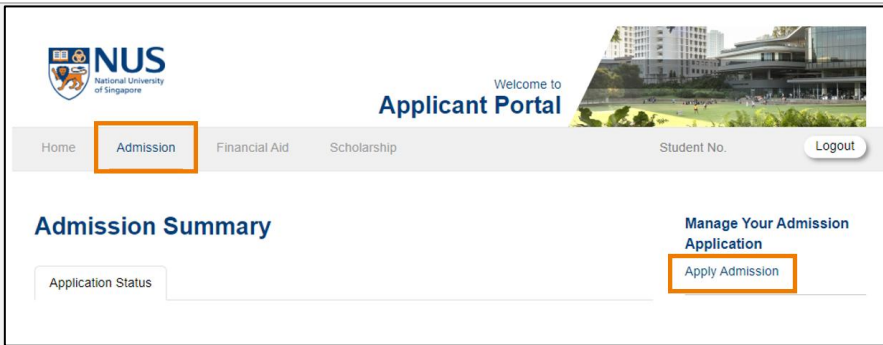 NUS
National University
of Singapore
Welcome to
Applicant Portal
Home Admission Financial Aid Scholarship Student No. Logout
Admission Summary
Manage Your Admission
Application
Apply Admission
Application Status